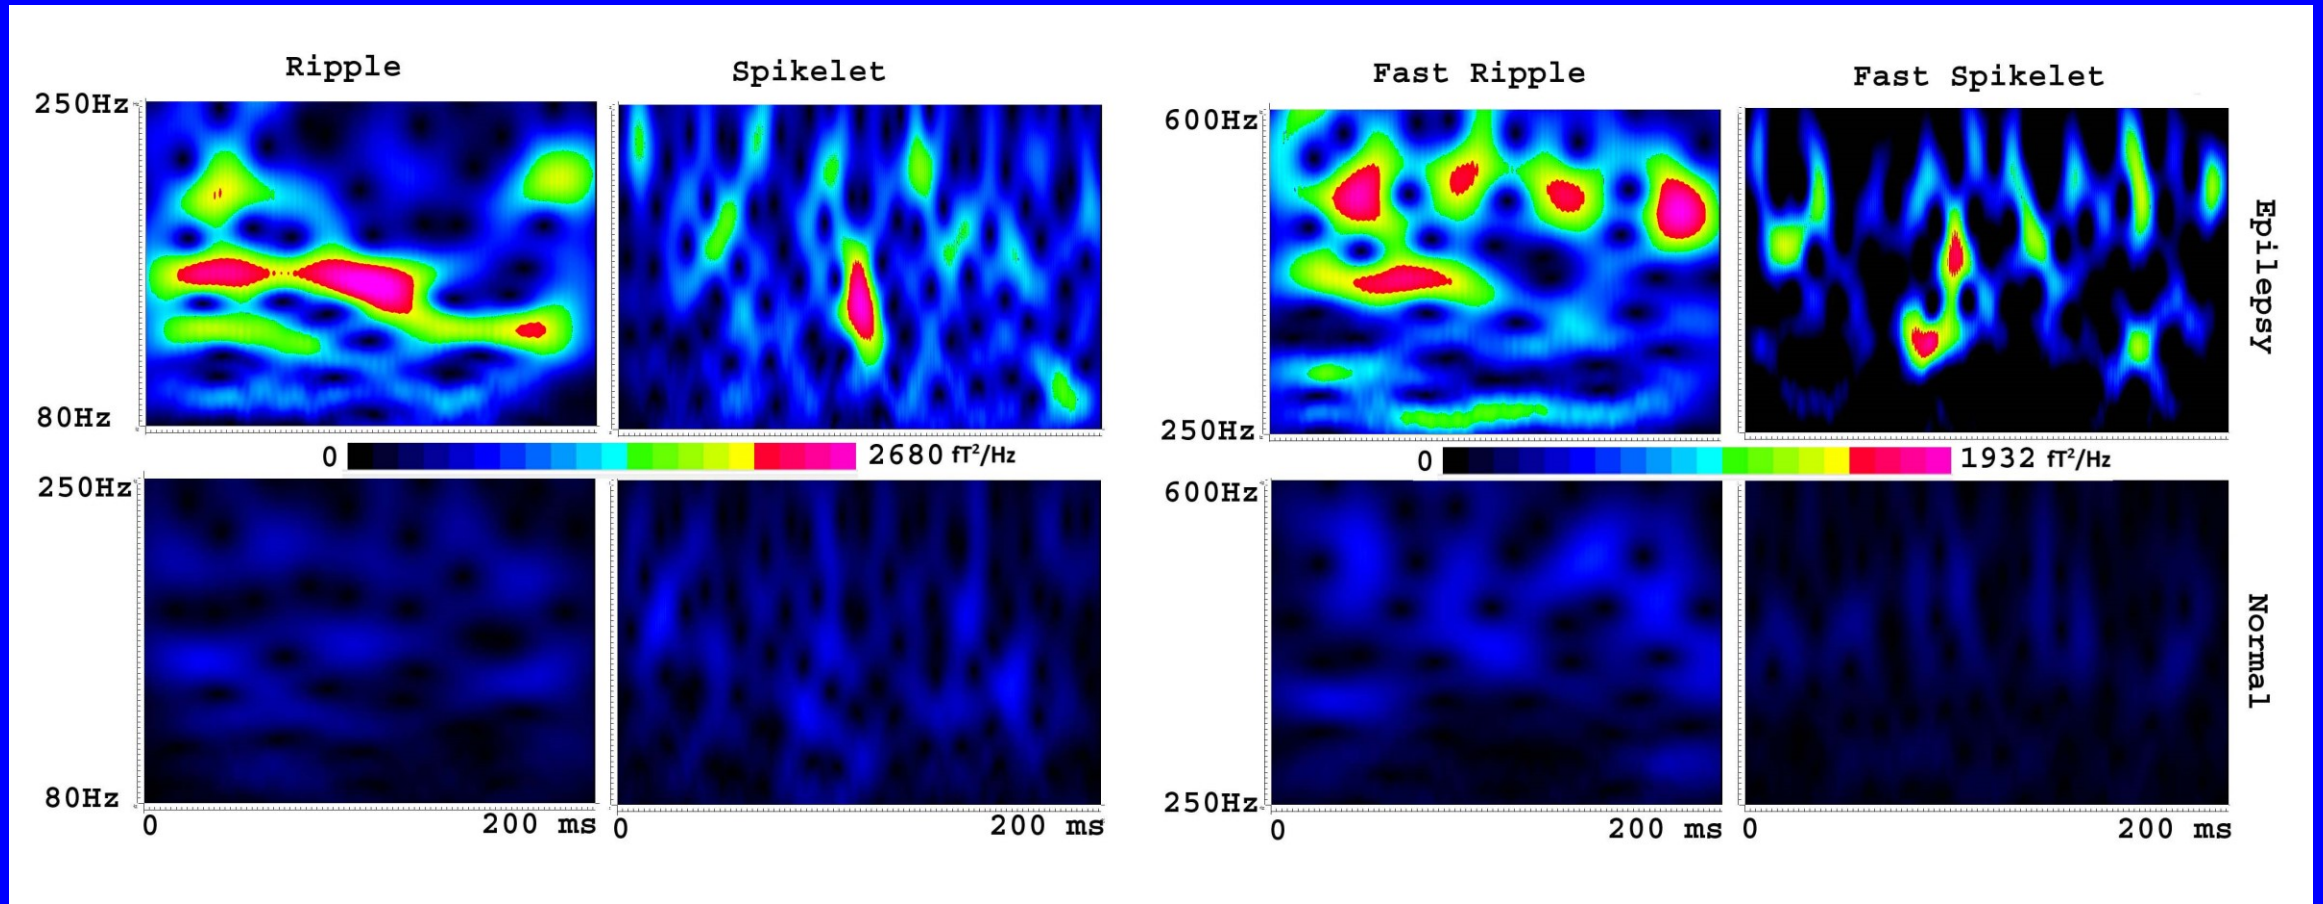 Ripple
Spikelet
Fast Ripple
Fast Spikelet
250Hz
80Hz
600Hz
250Hz
Epilepsy
0
2680 fT²/Hz
0
1932 fT²/Hz
250Hz
80Hz
600Hz
250Hz
Normal
0
200 ms
0
200 ms
0
200 ms
0
200 ms